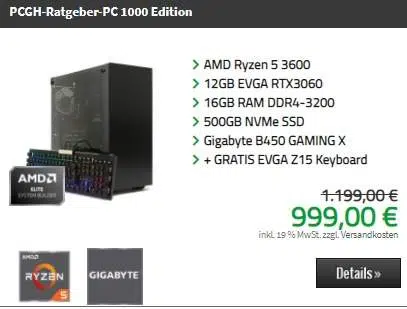 PCGH-Ratgeber-PC 1000 Edition
AMD Ryzen 5 3600
12GB EVGA RTX3060
16GB RAM DDR4-3200
500GB NVMe SSD
Gigabyte B450 GAMING X
+ GRATIS EVGA Z15 Keyboard
AMD
ELITE
SYSTEM BUILDER
1.199,00 €
999,00 €
inkl. 19 % MwSt. zzgl. Versandkosten
AMD
RYZEN
5
GIGABYTE
Details »